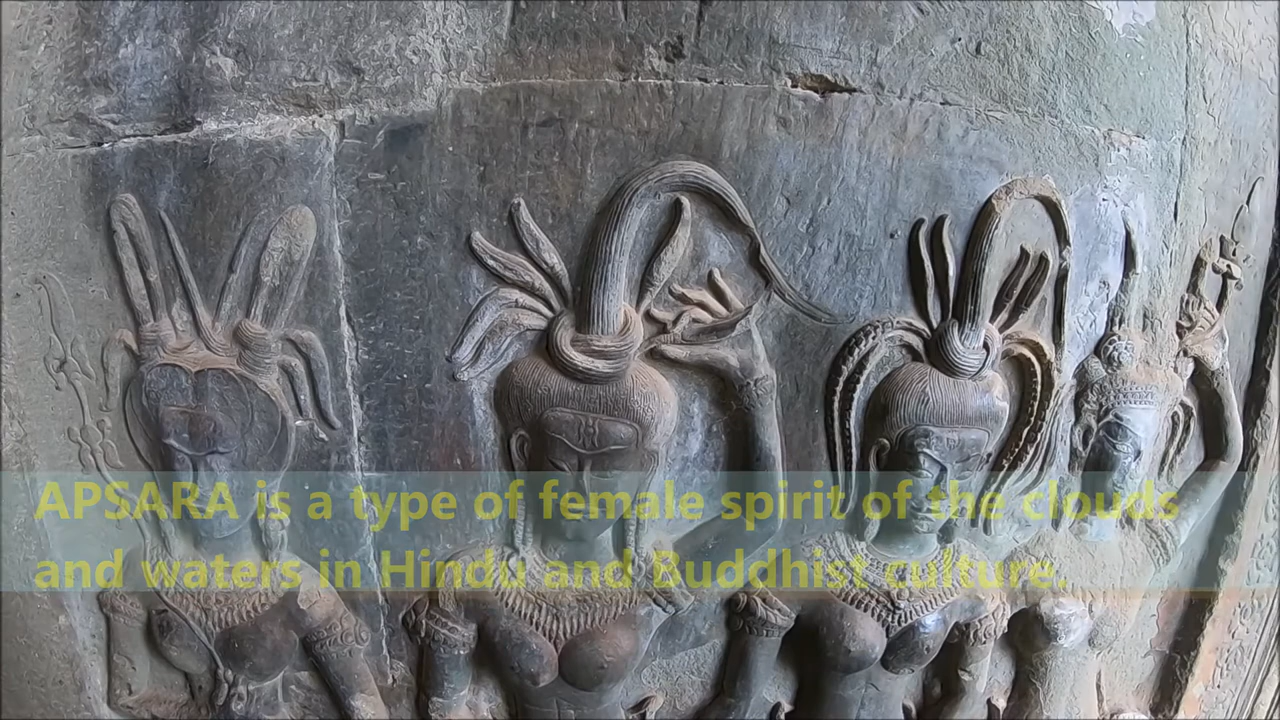 APSARA is a type of female spirit of the clouds
and waters in Hindu and Buddhist culture.